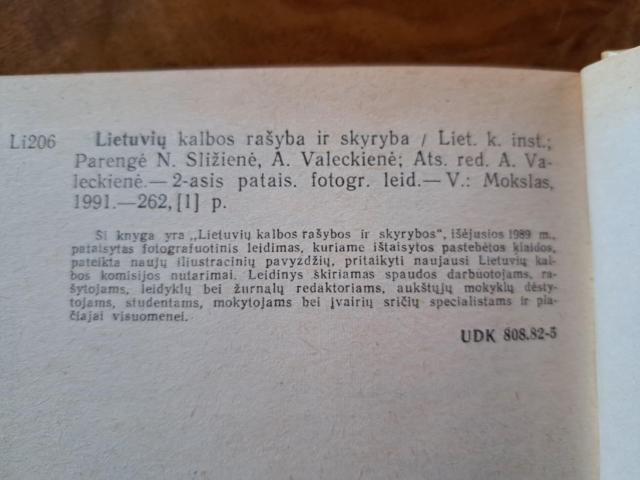 Li206 Lietuvių kalbos rašyba ir skyryba / Liet. k. inst.;
Parengė N. Sližienė, A. Valeckienė; Ats. red. A. Va-
leckienė.— 2-asis patais. fotogr. leid.— V.: Mokslas,
1991.—262,[1] p.
Ši knyga yra „Lietuvių kalbos rašybos ir skyrybos“, išėjusios 1989 m.,
pataisytas fotografuotinis leidimas, kuriame ištaisytos pastebėtos klaidos,
pateikta naujų iliustracinių pavyzdžių, pritaikyti naujausi Lietuvių kal-
bos komisijos nutarimai. Leidinys skiriamas spaudos darbuotojams, ra-
šytojams, leidyklų bei žurnalų redaktoriams, aukštųjų mokyklų dėsty-
tojams, studentams, mokytojams bei įvairių sričių specialistams ir pla-
čiajai visuomenei.
UDK 808.82-5